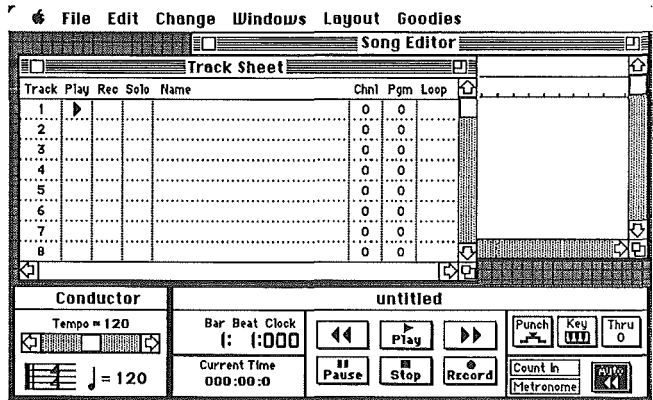 File Edit Change Windows Layout Goodies
Song Editor
Track Sheet
Track Play Rec Solo Name Chnl Pgm Loop
1 0 0
2 0 0
3 0 0
4 0 0
5 0 0
6 0 0
7 0 0
8 0 0
Conductor
untitled
Tempo = 120
4
4
= 120
Bar Beat Clock
1: 1:000
Current Time
000:00:0
Play
Pause
Stop
Record
Punch
Key
Thru
0
Count In
Metronome
Auto